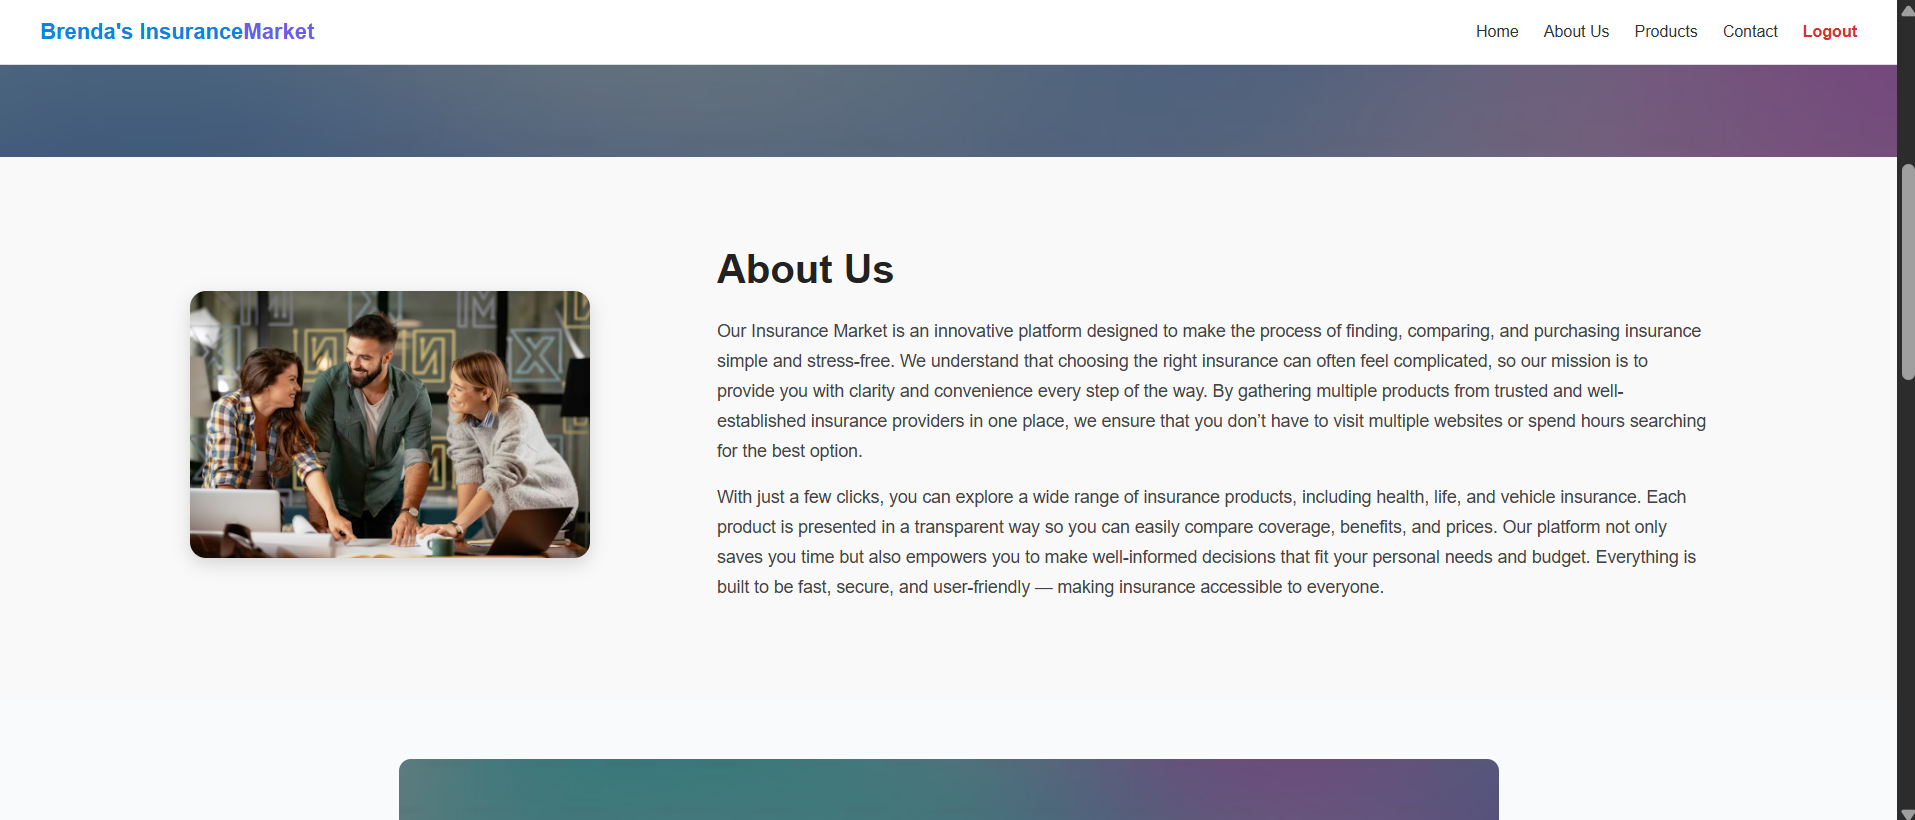 Brenda's InsuranceMarket
Home About Us Products Contact Logout
About Us
Our Insurance Market is an innovative platform designed to make the process of finding, comparing, and purchasing insurance
simple and stress-free. We understand that choosing the right insurance can often feel complicated, so our mission is to
provide you with clarity and convenience every step of the way. By gathering multiple products from trusted and well-
established insurance providers in one place, we ensure that you don’t have to visit multiple websites or spend hours searching
for the best option.
With just a few clicks, you can explore a wide range of insurance products, including health, life, and vehicle insurance. Each
product is presented in a transparent way so you can easily compare coverage, benefits, and prices. Our platform not only
saves you time but also empowers you to make well-informed decisions that fit your personal needs and budget. Everything is
built to be fast, secure, and user-friendly — making insurance accessible to everyone.